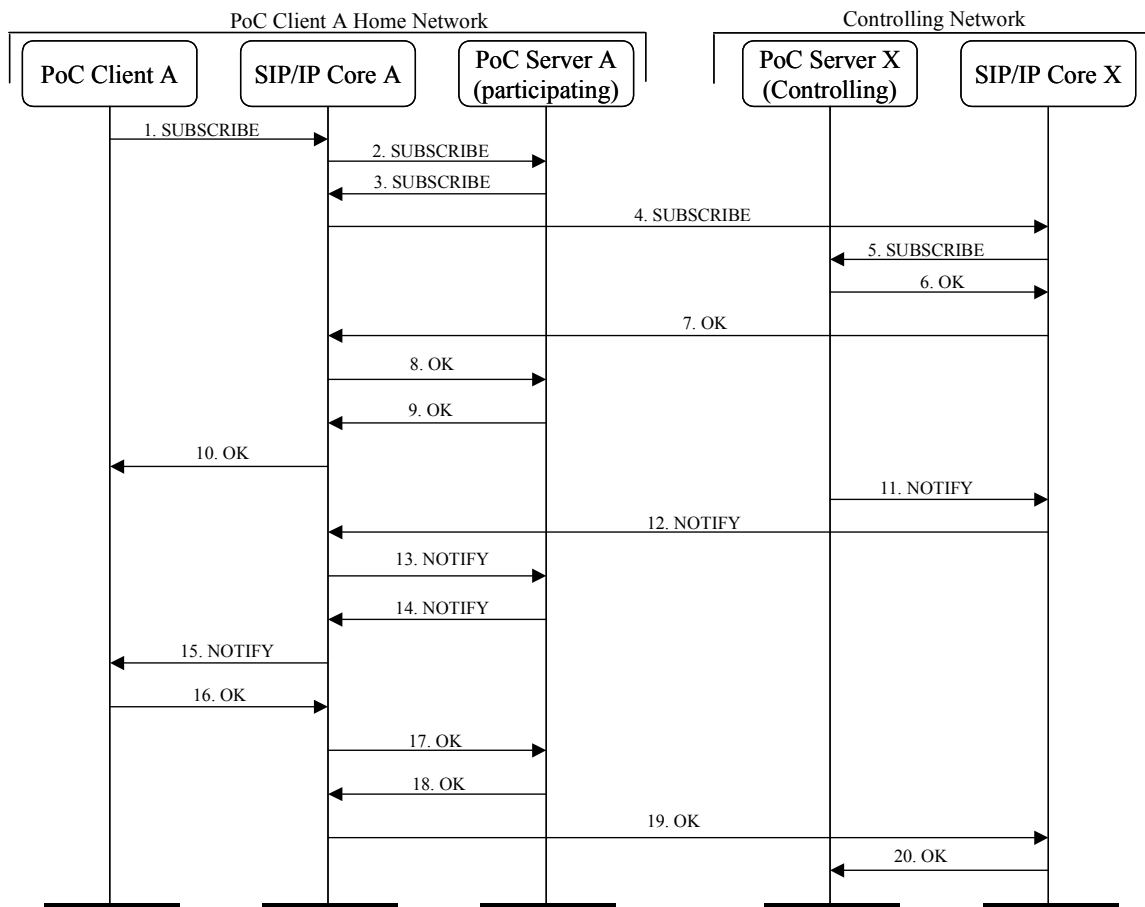 PoC Client A Home Network
Controlling Network
PoC Client A
SIP/IP Core A
PoC Server A
(participating)
PoC Server X
(Controlling)
SIP/IP Core X
1. SUBSCRIBE
2. SUBSCRIBE
3. SUBSCRIBE
4. SUBSCRIBE
5. SUBSCRIBE
6. OK
7. OK
8. OK
9. OK
10. OK
11. NOTIFY
12. NOTIFY
13. NOTIFY
14. NOTIFY
15. NOTIFY
16. OK
17. OK
18. OK
19. OK
20. OK